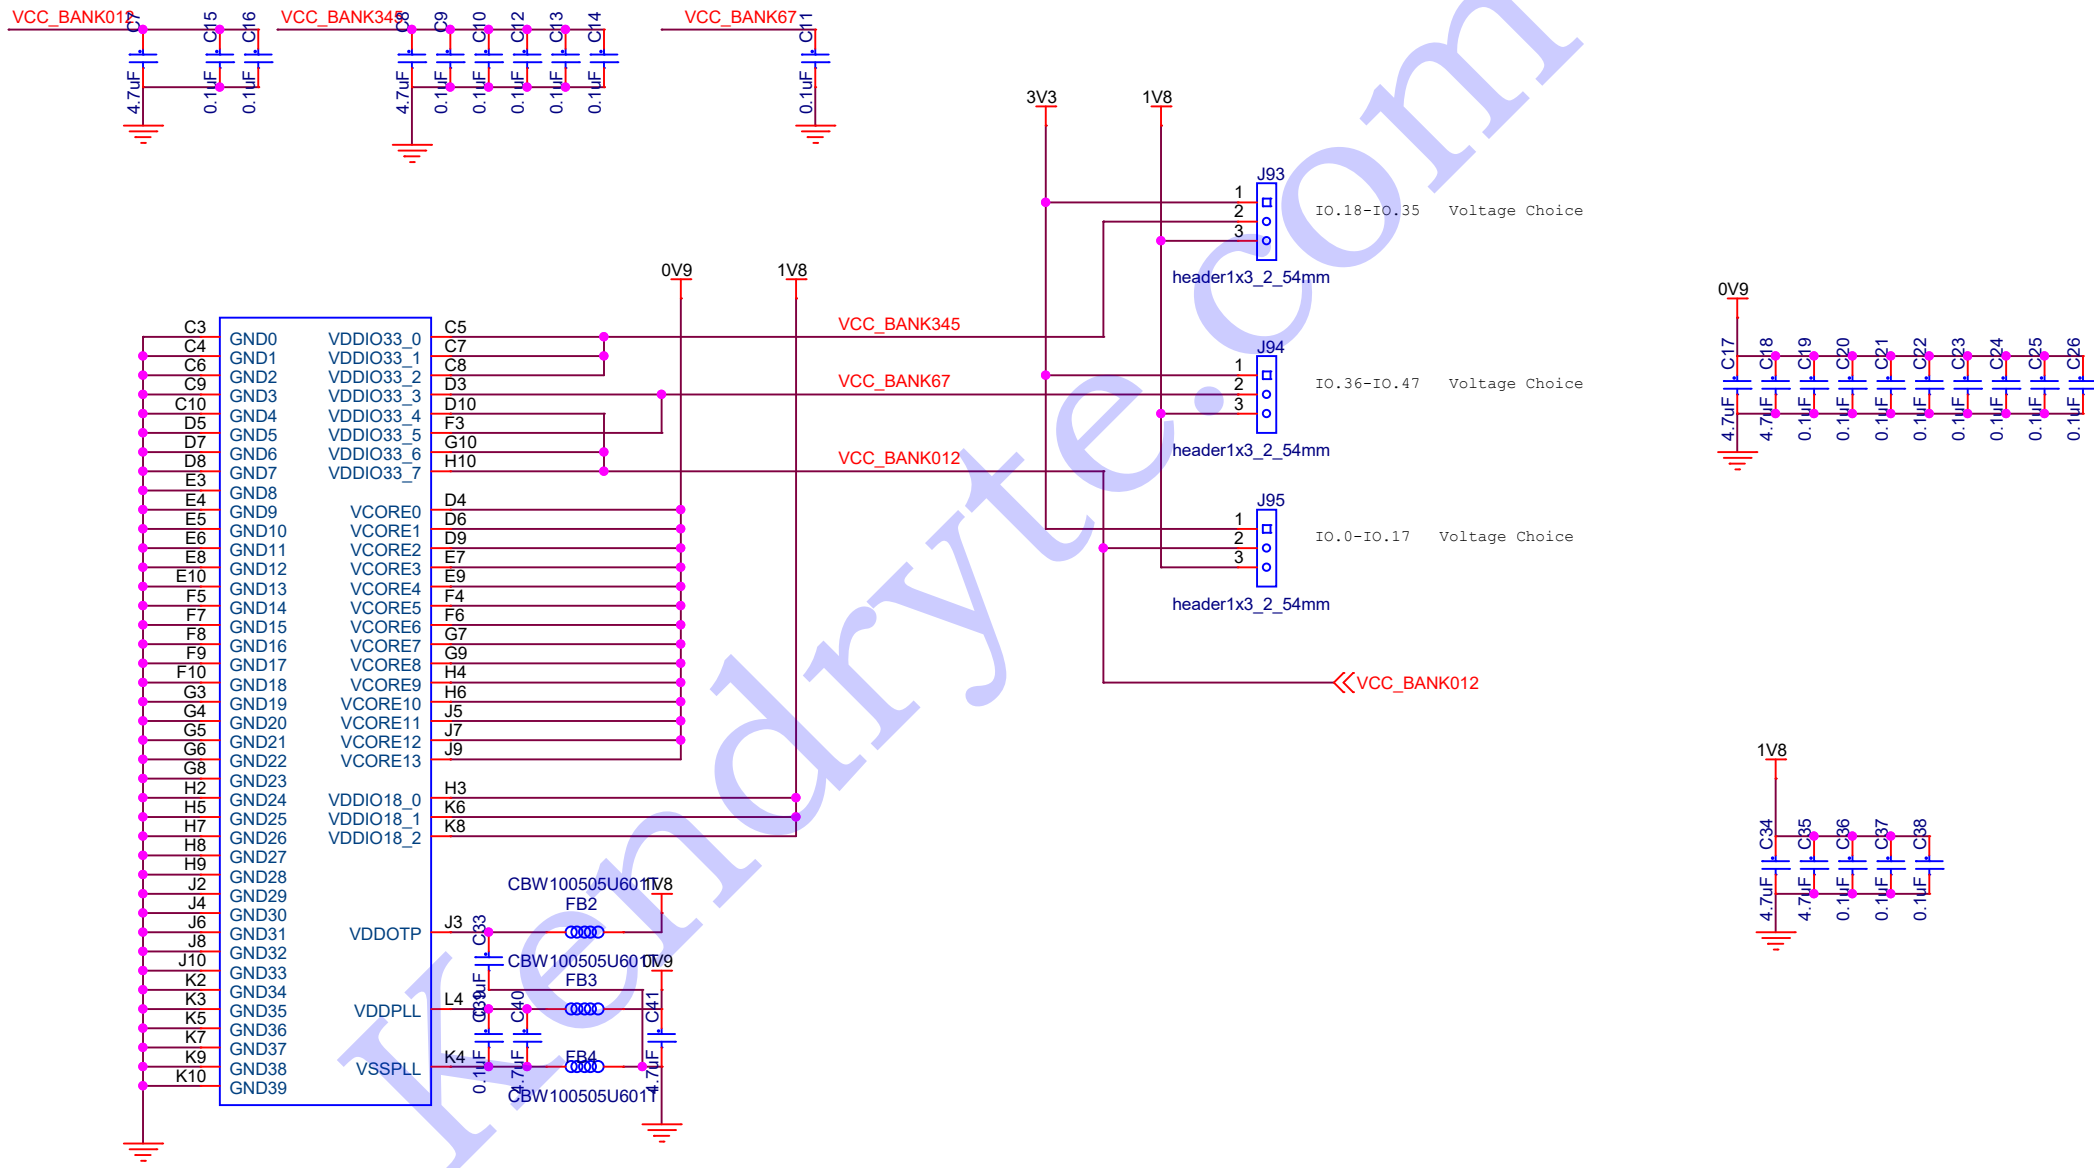 VCC_BANK012
C7
C15
C16
4.7uF
0.1uF
0.1uF
VCC_BANK345
C8
C9
C10
C12
C13
C14
4.7uF
0.1uF
0.1uF
0.1uF
0.1uF
0.1uF
VCC_BANK67
C11
0.1uF
3V3
1V8
J93
1
2
3
IO.18-IO.35 Voltage Choice
header1x3_2_54mm
J94
1
2
3
IO.36-IO.47 Voltage Choice
header1x3_2_54mm
J95
1
2
3
IO.0-IO.17 Voltage Choice
header1x3_2_54mm
VCC_BANK012
0V9
1V8
VCC_BANK345
VCC_BANK67
VCC_BANK012
C3 GND0 VDDIO33_0 C5
C4 GND1 VDDIO33_1 C7
C6 GND2 VDDIO33_2 C8
C9 GND3 VDDIO33_3 D3
C10 GND4 VDDIO33_4 D10
D5 GND5 VDDIO33_5 F3
D7 GND6 VDDIO33_6 G10
D8 GND7 VDDIO33_7 H10
E3 GND8
E4 GND9 VCORE0 D4
E5 GND10 VCORE1 D6
E6 GND11 VCORE2 D9
E8 GND12 VCORE3 E7
E10 GND13 VCORE4 E9
F5 GND14 VCORE5 F4
F7 GND15 VCORE6 F6
F8 GND16 VCORE7 G7
F9 GND17 VCORE8 G9
F10 GND18 VCORE9 H4
G3 GND19 VCORE10 H6
G4 GND20 VCORE11 J5
G5 GND21 VCORE12 J7
G6 GND22 VCORE13 J9
G8 GND23
H2 GND24 VDDIO18_0 H3
H5 GND25 VDDIO18_1 K6
H7 GND26 VDDIO18_2 K8
H8 GND27
H9 GND28
J2 GND29
J4 GND30
J6 GND31 VDDOTP J3
J8 GND32
J10 GND33
K2 GND34
K3 GND35 VDDPLL L4
K5 GND36
K7 GND37
K9 GND38 VSSPLL K4
K10 GND39
CBW100505U601T
1V8
FB2
C33
CBW100505U601T
0V9
FB3
C39
C40
C41
0.1uF
4.7uF
FB4
4.7uF
CBW100505U601T
0V9
C17
C18
C19
C20
C21
C22
C23
C24
C25
C26
4.7uF
4.7uF
0.1uF
0.1uF
0.1uF
0.1uF
0.1uF
0.1uF
0.1uF
0.1uF
1V8
C34
C35
C36
C37
C38
4.7uF
4.7uF
0.1uF
0.1uF
0.1uF
Kendryte.com